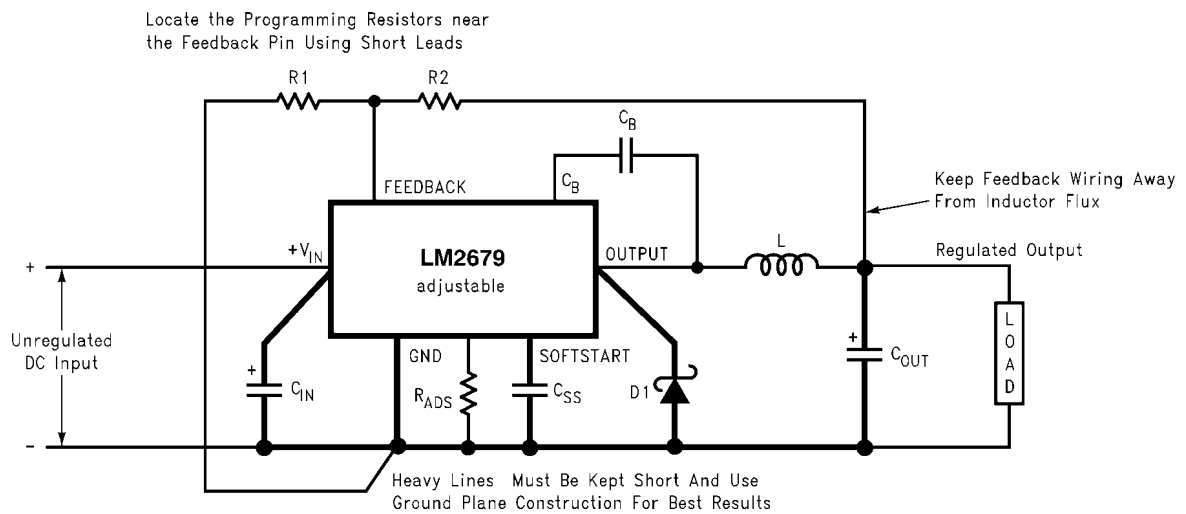 Locate the Programming Resistors near
the Feedback Pin Using Short Leads
R1
R2
C_B
FEEDBACK
C_B
Keep Feedback Wiring Away
From Inductor Flux
+V_IN
LM2679
adjustable
OUTPUT
L
Regulated Output
+
Unregulated
DC Input
-
+
C_IN
GND
R_ADS
SOFTSTART
C_SS
D1
+
C_OUT
L
O
A
D
Heavy Lines Must Be Kept Short And Use
Ground Plane Construction For Best Results